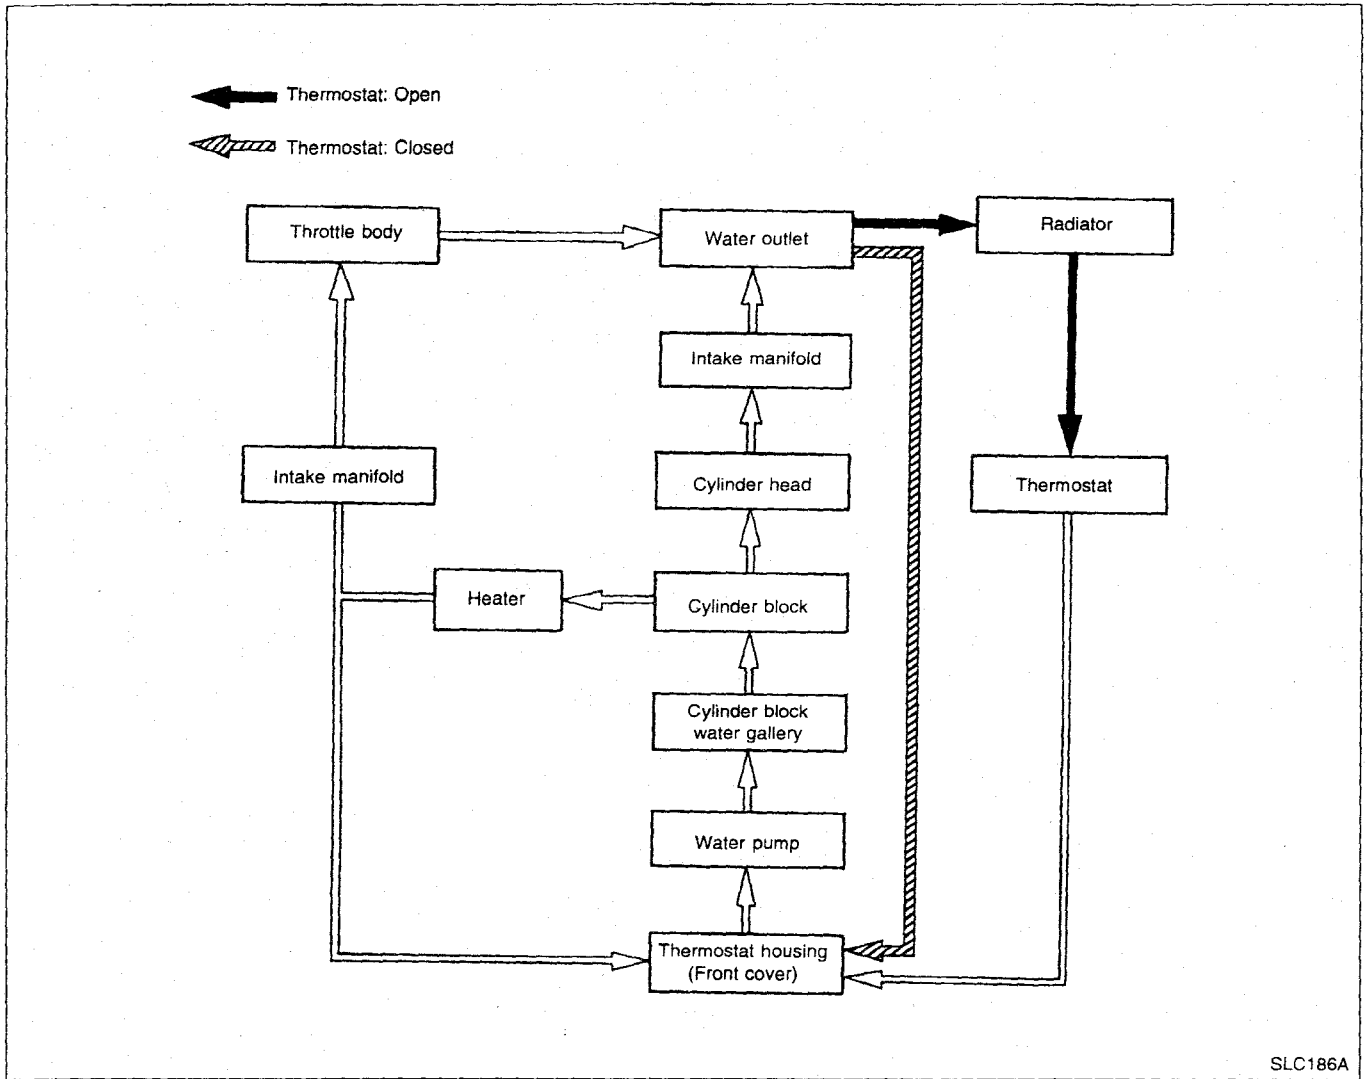 Thermostat: Open
Thermostat: Closed
Throttle body
Water outlet
Radiator
Intake manifold
Cylinder head
Intake manifold
Thermostat
Heater
Cylinder block
Cylinder block
water gallery
Water pump
Thermostat housing
(Front cover)
SLC186A